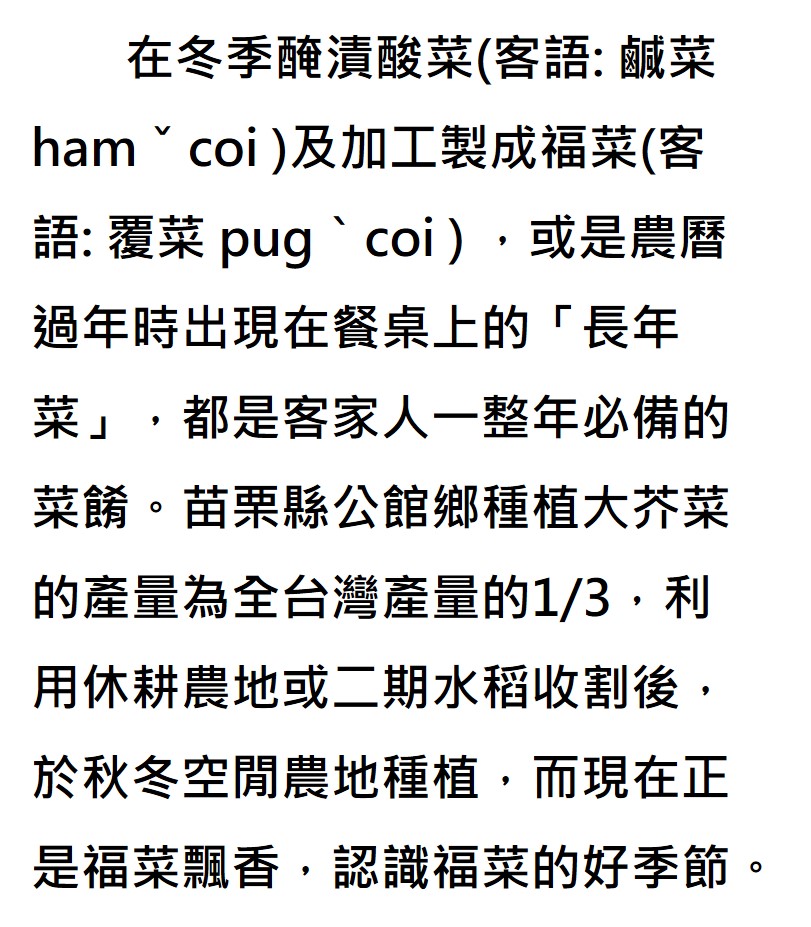 在冬季醃漬酸菜(客語: 鹹菜
ham ˇ coi )及加工製成福菜(客
語: 覆菜 pug ˋ coi ) ，或是農曆
過年時出現在餐桌上的「長年
菜」，都是客家人一整年必備的
菜餚。苗栗縣公館鄉種植大芥菜
的產量為全台灣產量的1/3，利
用休耕農地或二期水稻收割後，
於秋冬空閒農地種植，而現在正
是福菜飄香，認識福菜的好季節。